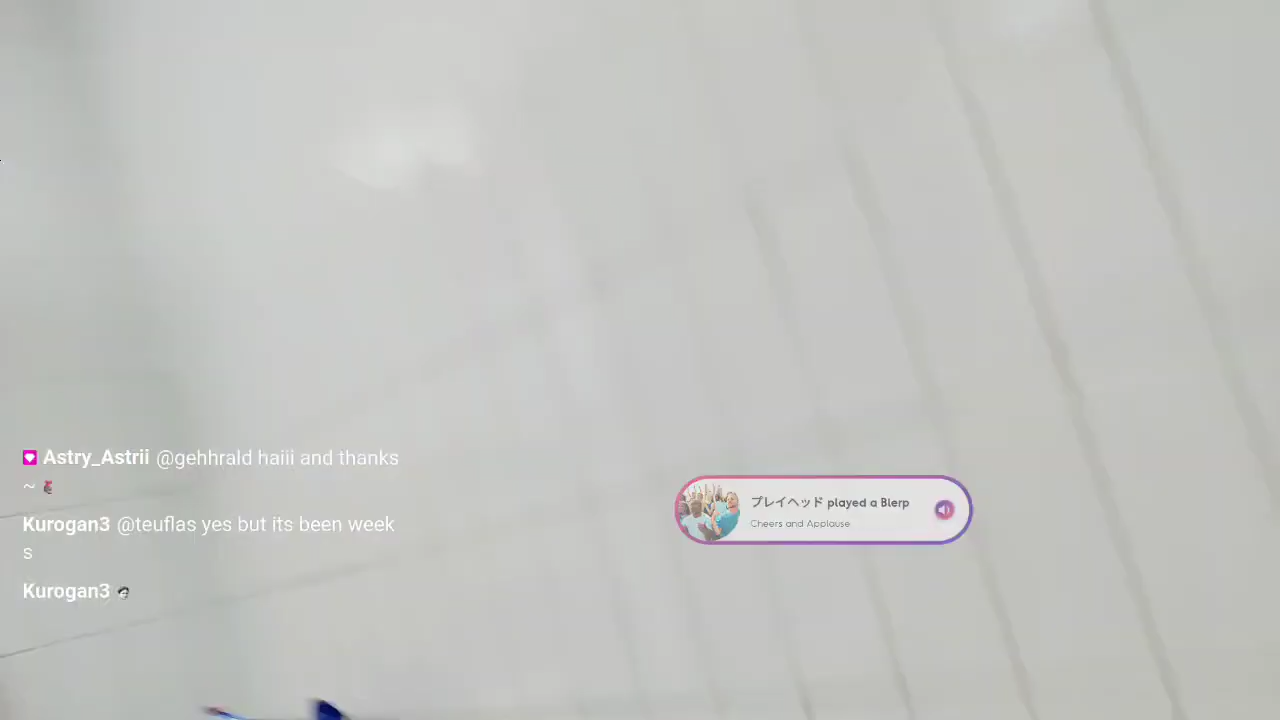 Astry_Astrii @gehhrald haiii and thanks
~
Kurogan3 @teuflas yes but its been week
s
Kurogan3
プレイヘッド played a Blerp
Cheers and Applause